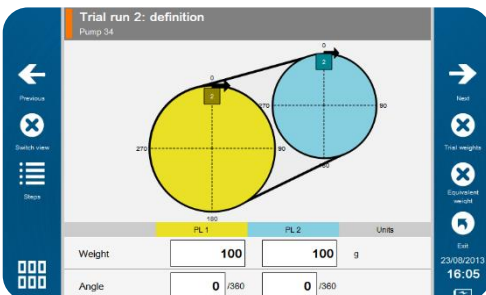 Trial run 2: definition
Pump 34
Previous
Switch view
Steps
0
2
270
90
180
0
2
270
90
180
Next
Trial weights
Equivalent weight
Exit
23/08/2013
16:05
PL 1 PL 2 Units
Weight 100 100 g
Angle 0 /360 0 /360